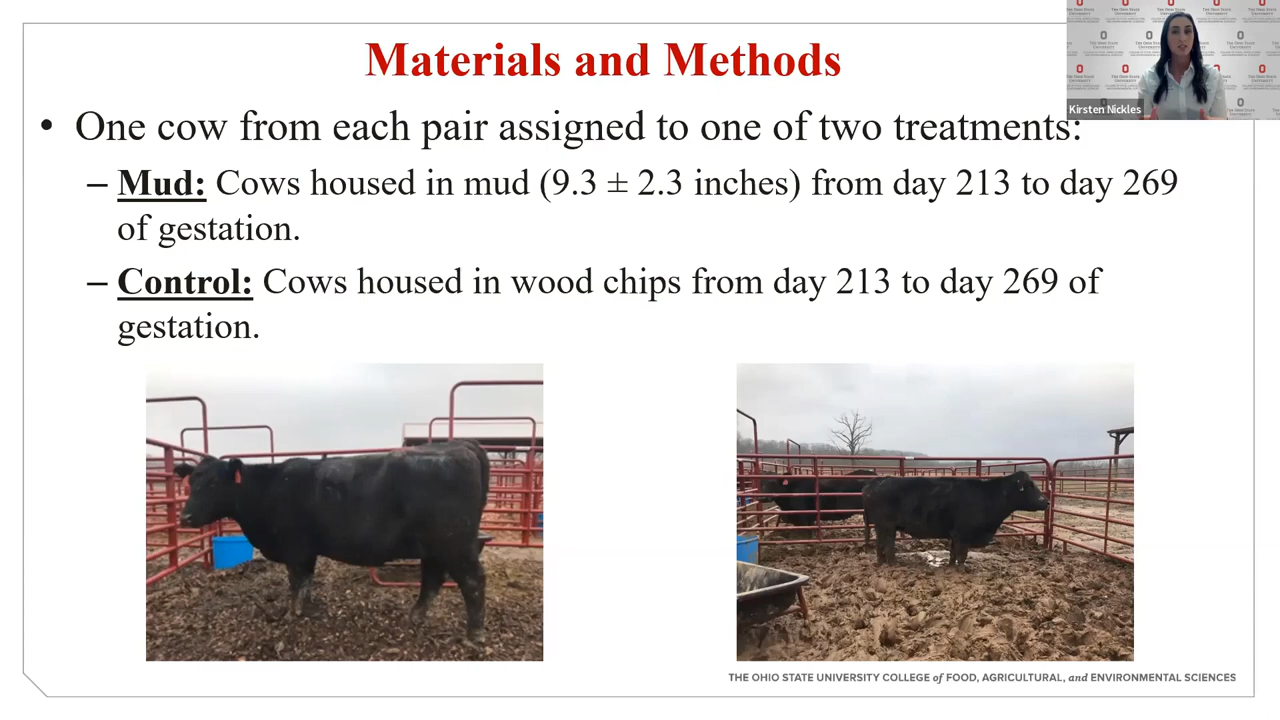 Materials and Methods
• One cow from each pair assigned to one of two treatments:
– Mud: Cows housed in mud (9.3 ± 2.3 inches) from day 213 to day 269
of gestation.
– Control: Cows housed in wood chips from day 213 to day 269 of
gestation.
Kirsten Nickles
THE OHIO STATE UNIVERSITY COLLEGE of FOOD, AGRICULTURAL, and ENVIRONMENTAL SCIENCES